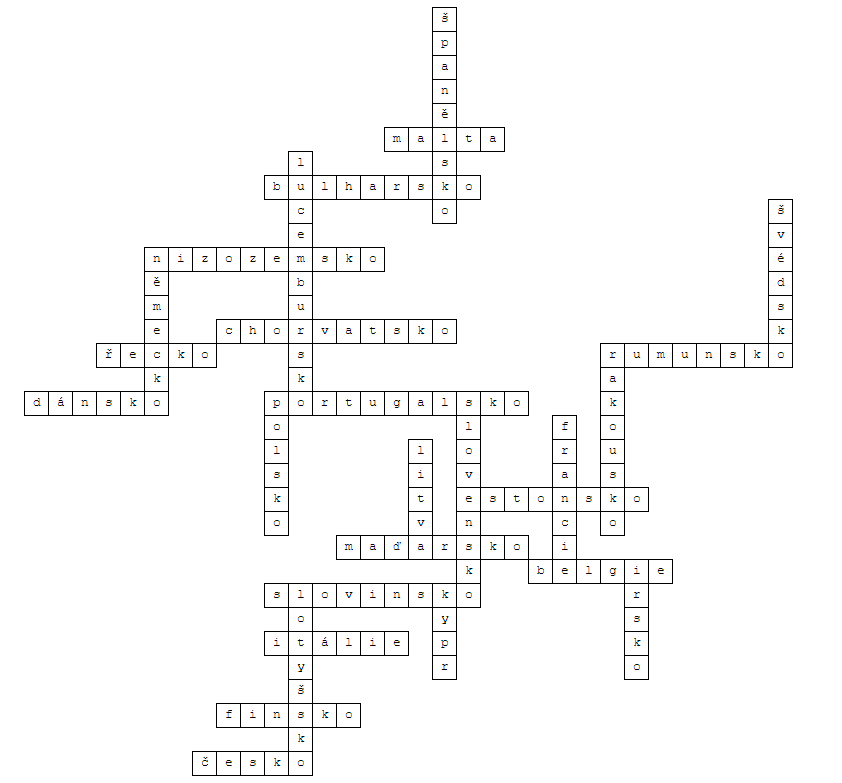 španělsko
malta
lucembursko
bulharsko
švédsko
nizozemsko
německo
chorvatsko
řecko
rumunsko
rakousko
dánsko
portugalsko
polsko
slovensko
francie
litva
estonsko
maďarsko
belgie
irsko
slovinsko
lotyšsko
kypr
itálie
finsko
česko